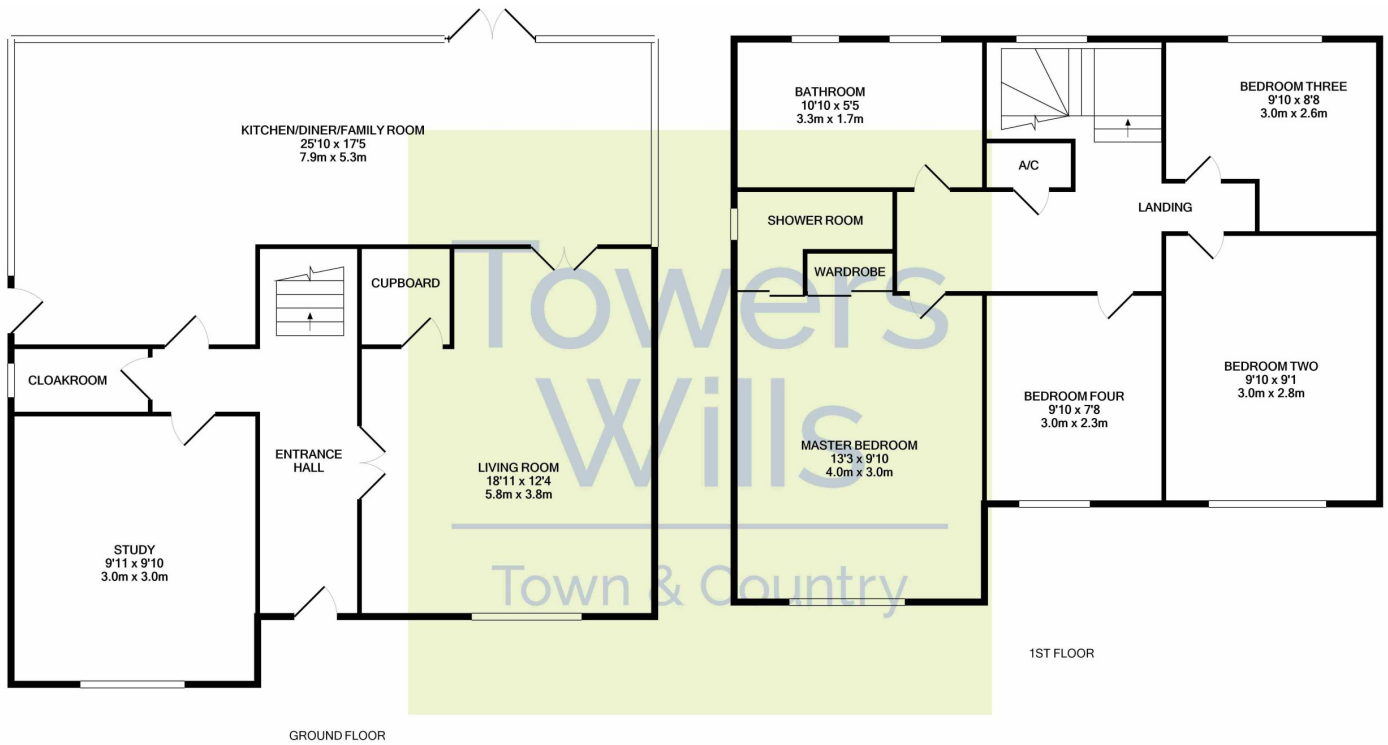 KITCHEN/DINER/FAMILY ROOM
25'10 x 17'5
7.9m x 5.3m
CUPBOARD
CLOAKROOM
ENTRANCE
HALL
LIVING ROOM
18'11 x 12'4
5.8m x 3.8m
STUDY
9'11 x 9'10
3.0m x 3.0m
GROUND FLOOR
BATHROOM
10'10 x 5'5
3.3m x 1.7m
BEDROOM THREE
9'10 x 8'8
3.0m x 2.6m
A/C
LANDING
SHOWER ROOM
WARDROBE
BEDROOM TWO
9'10 x 9'1
3.0m x 2.8m
BEDROOM FOUR
9'10 x 7'8
3.0m x 2.3m
MASTER BEDROOM
13'3 x 9'10
4.0m x 3.0m
1ST FLOOR
Towers
Wills
Town & Country